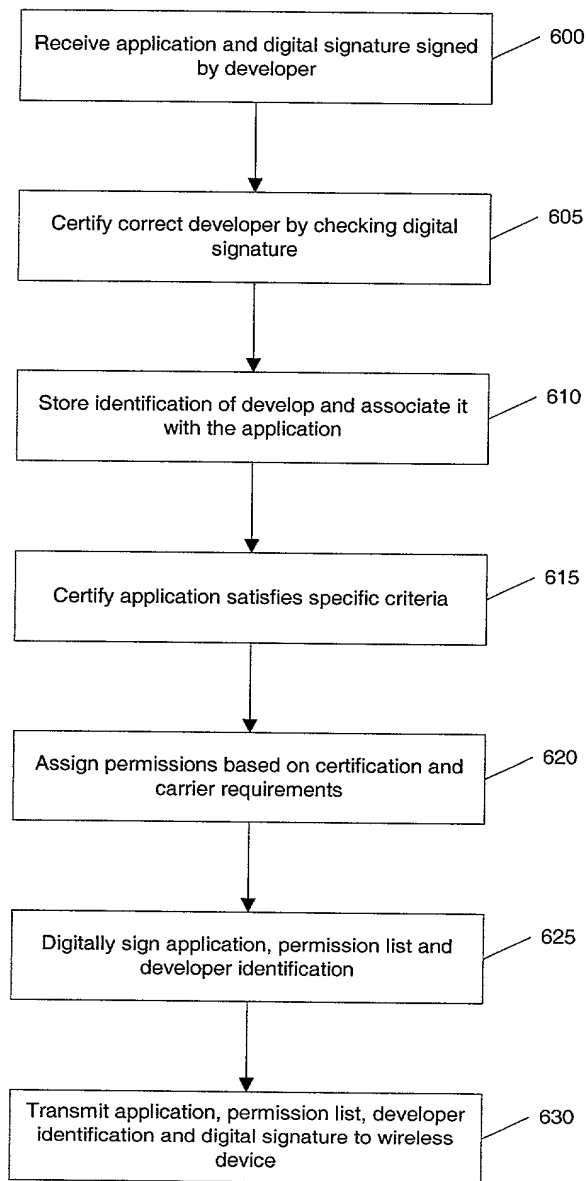 Receive application and digital signature signed
by developer
600
Certify correct developer by checking digital
signature
605
Store identification of develop and associate it
with the application
610
Certify application satisfies specific criteria
615
Assign permissions based on certification and
carrier requirements
620
Digitally sign application, permission list and
developer identification
625
Transmit application, permission list, developer
identification and digital signature to wireless
device
630